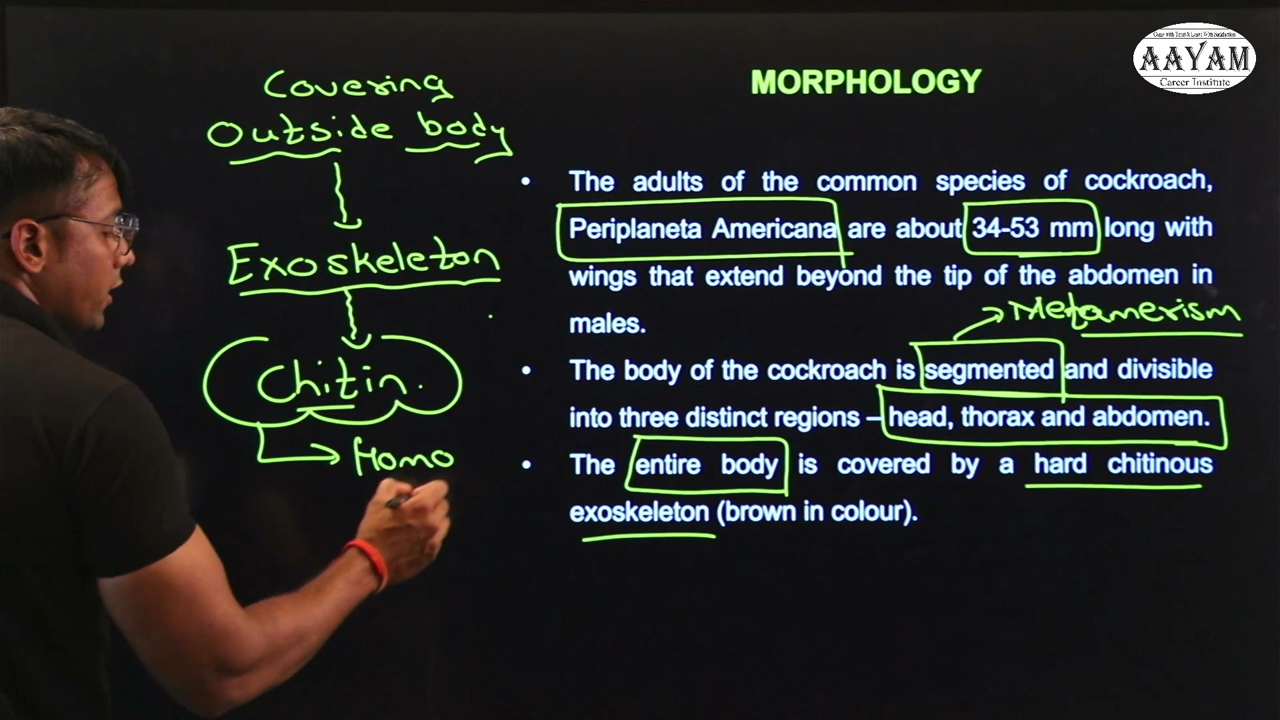 AAYAM
Career Institute
MORPHOLOGY
Covering
Outside body
Exoskeleton
Chitin.
Homo
• The adults of the common species of cockroach,
Periplaneta Americana are about 34-53 mm long with
wings that extend beyond the tip of the abdomen in
males.
Metamerism
• The body of the cockroach is segmented and divisible
into three distinct regions – head, thorax and abdomen.
• The entire body is covered by a hard chitinous
exoskeleton (brown in colour).